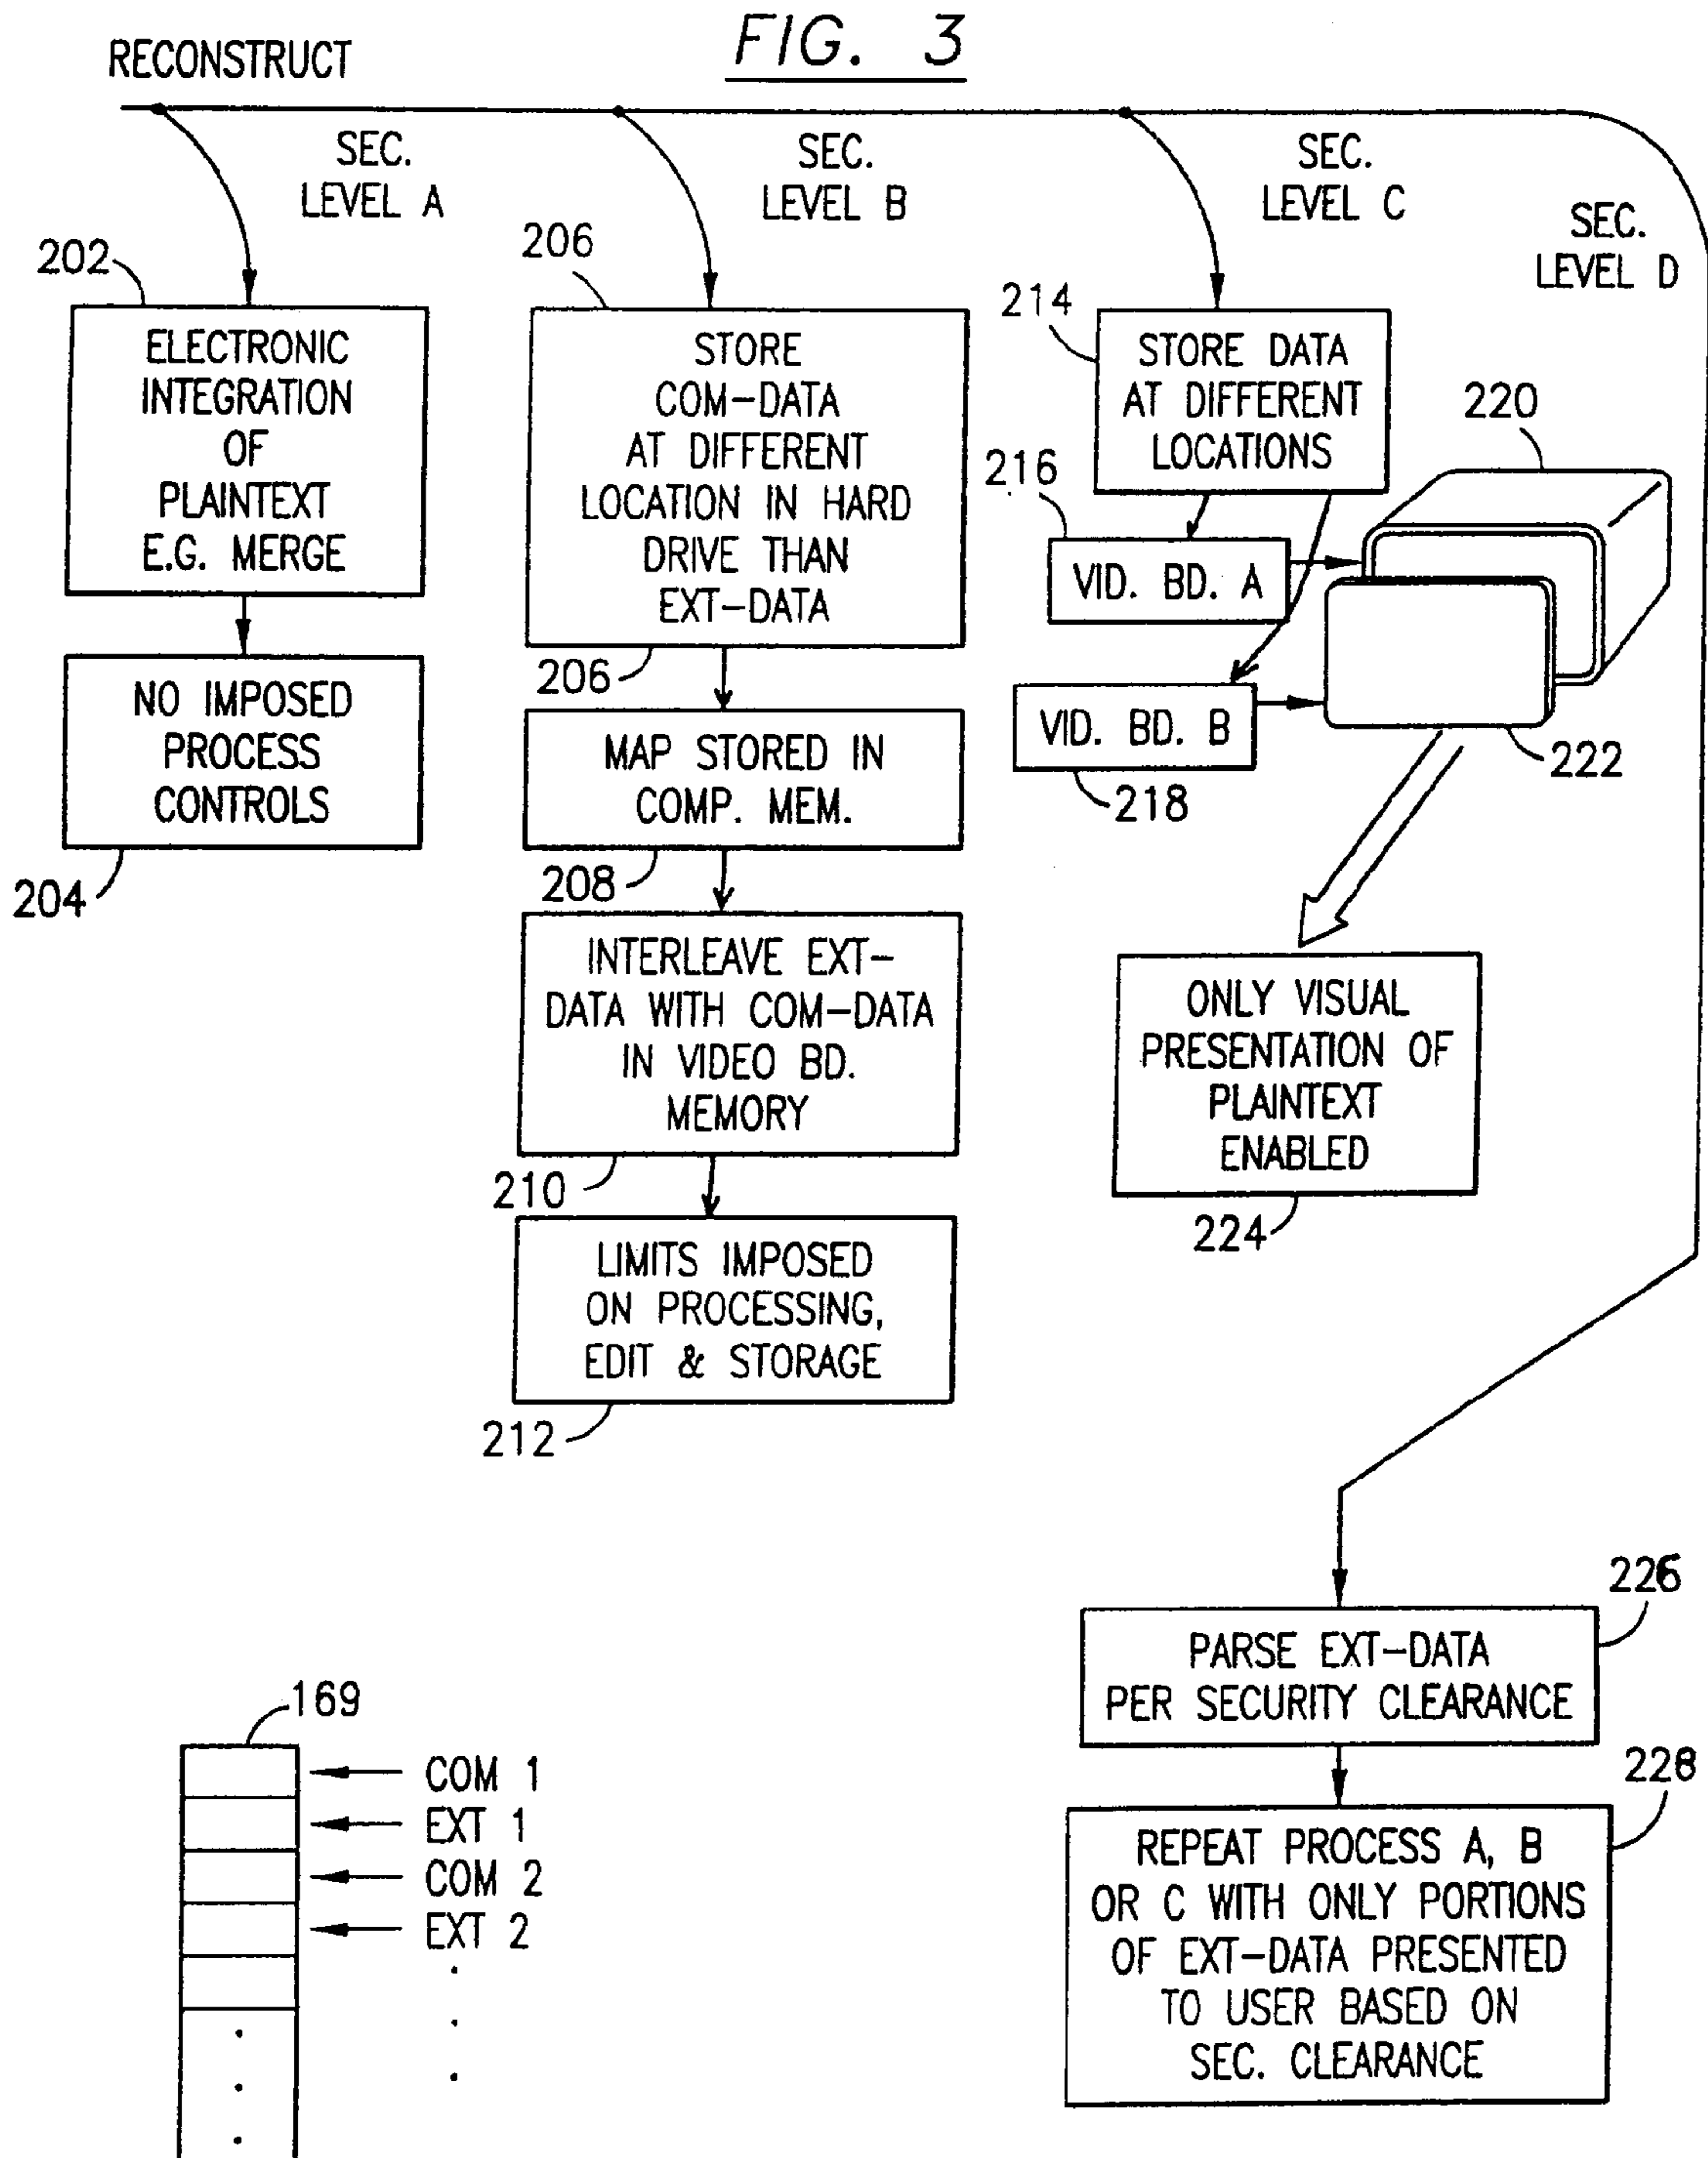 FIG. 3
RECONSTRUCT
SEC.
LEVEL A
SEC.
LEVEL B
SEC.
LEVEL C
SEC.
LEVEL D
202
ELECTRONIC
INTEGRATION
OF
PLAINTEXT
E.G. MERGE
NO IMPOSED
PROCESS
CONTROLS
204
206
STORE
COM-DATA
AT DIFFERENT
LOCATION IN HARD
DRIVE THAN
EXT-DATA
206
MAP STORED IN
COMP. MEM.
208
INTERLEAVE EXT-
DATA WITH COM-DATA
IN VIDEO BD.
MEMORY
210
LIMITS IMPOSED
ON PROCESSING,
EDIT & STORAGE
212
214
STORE DATA
AT DIFFERENT
LOCATIONS
216
VID. BD. A
VID. BD. B
218
220
222
ONLY VISUAL
PRESENTATION OF
PLAINTEXT
ENABLED
224
226
PARSE EXT-DATA
PER SECURITY CLEARANCE
228
REPEAT PROCESS A, B
OR C WITH ONLY PORTIONS
OF EXT-DATA PRESENTED
TO USER BASED ON
SEC. CLEARANCE
169
COM 1
EXT 1
COM 2
EXT 2